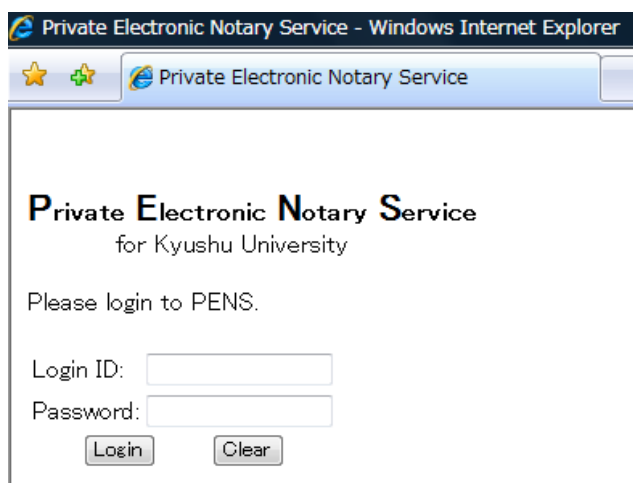 Private Electronic Notary Service - Windows Internet Explorer
Private Electronic Notary Service
Private Electronic Notary Service
for Kyushu University
Please login to PENS.
Login ID:
Password:
Login Clear